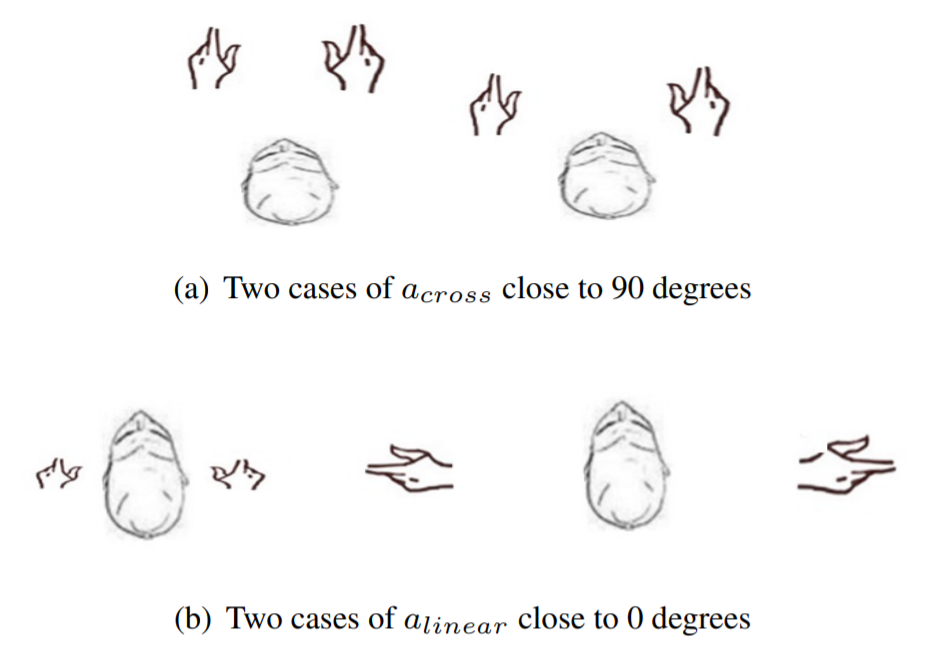 (a) Two cases of a_{cross} close to 90 degrees
(b) Two cases of a_{linear} close to 0 degrees